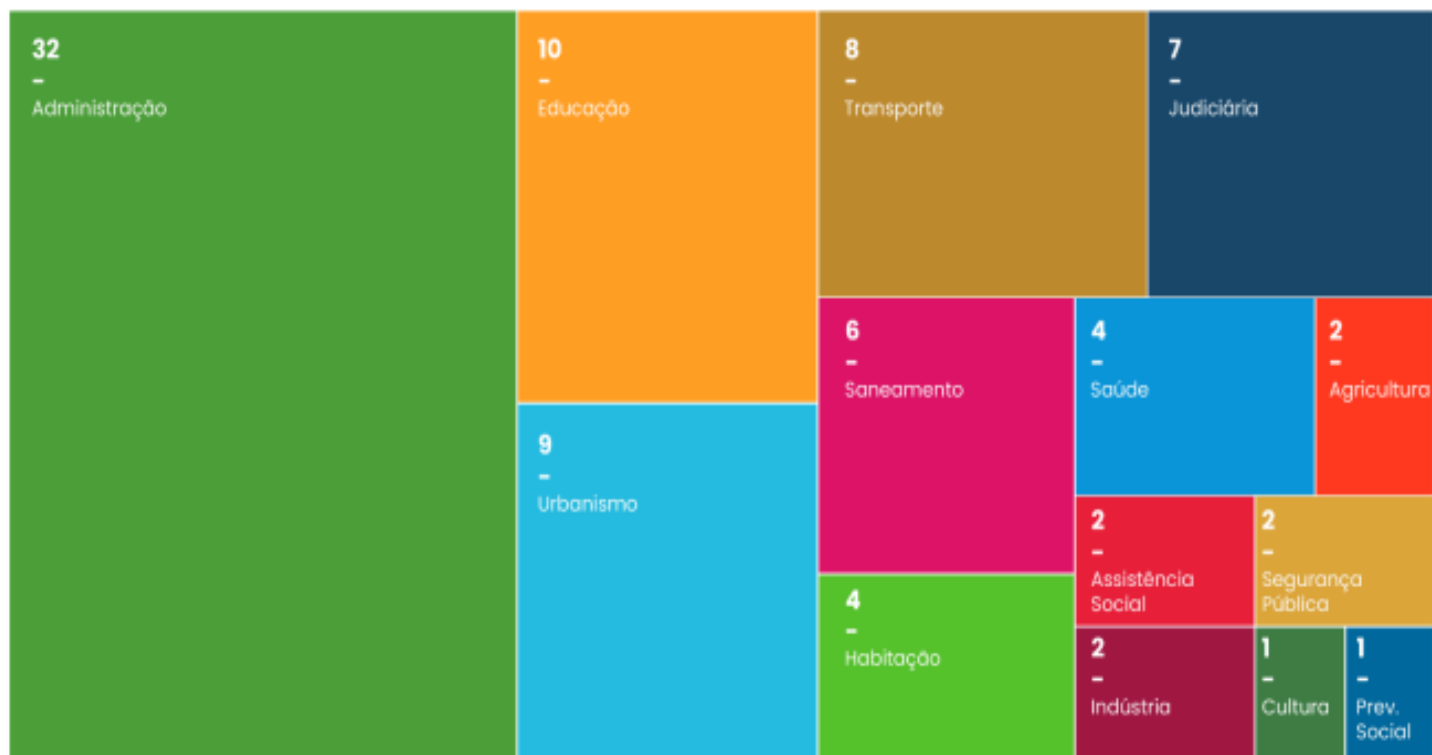 32
–
Administração
10
–
Educação
9
–
Urbanismo
8
–
Transporte
7
–
Judiciária
6
–
Saneamento
4
–
Saúde
2
–
Agricultura
4
–
Habitação
2
–
Assistência
Social
2
–
Segurança
Pública
2
–
Indústria
1
–
Cultura
1
–
Prev.
Social